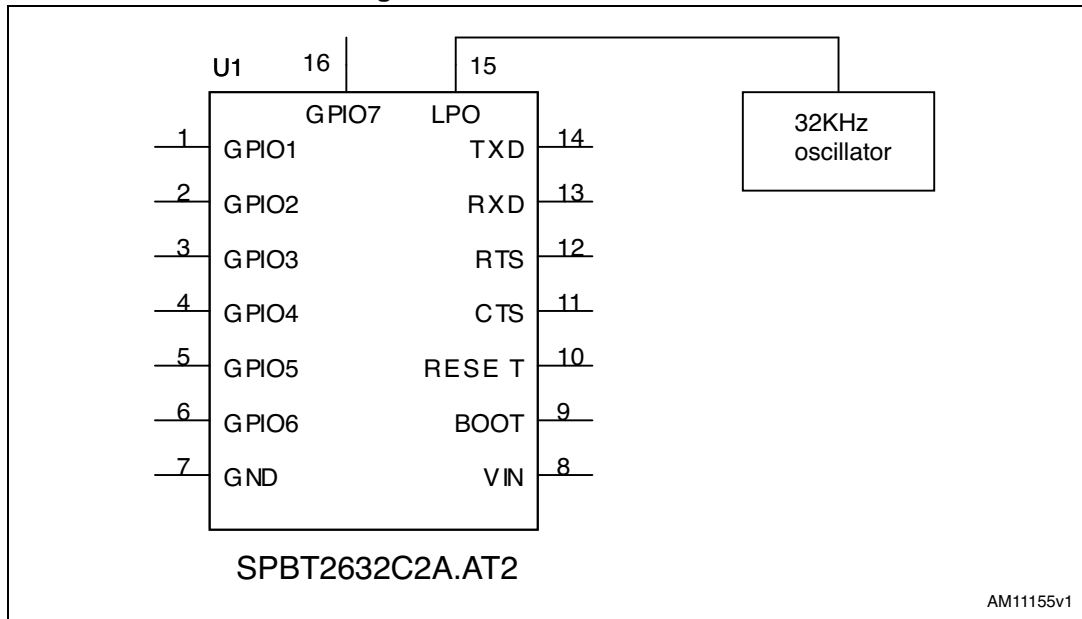 U1
16
15
GPIO7
LPO
1
GPIO1
TXD
14
2
GPIO2
RXD
13
3
GPIO3
RTS
12
4
GPIO4
CTS
11
5
GPIO5
RESET
10
6
GPIO6
BOOT
9
7
GND
VIN
8
32KHz
oscillator
SPBT2632C2A.AT2
AM11155v1